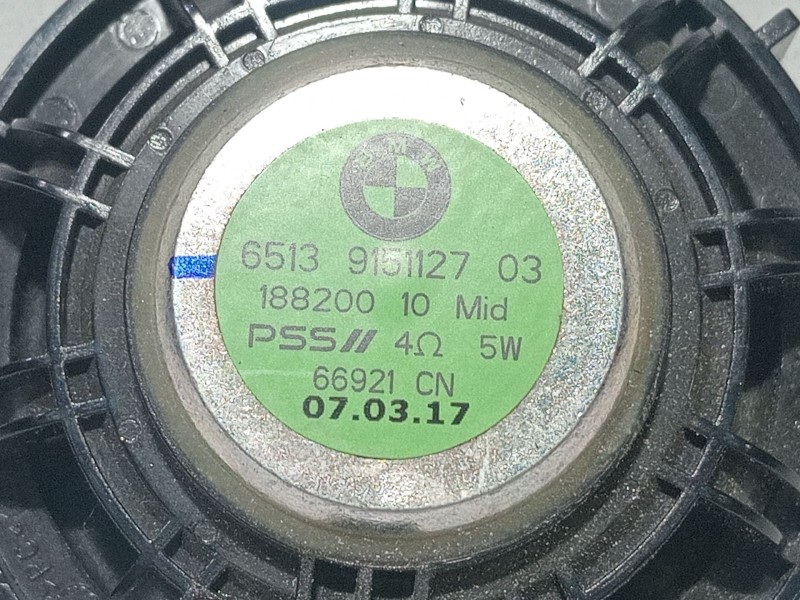 BMW
6513 9151127 03
188200 10 Mid
PSS// 4Ω 5W
66921 CN
07.03.17